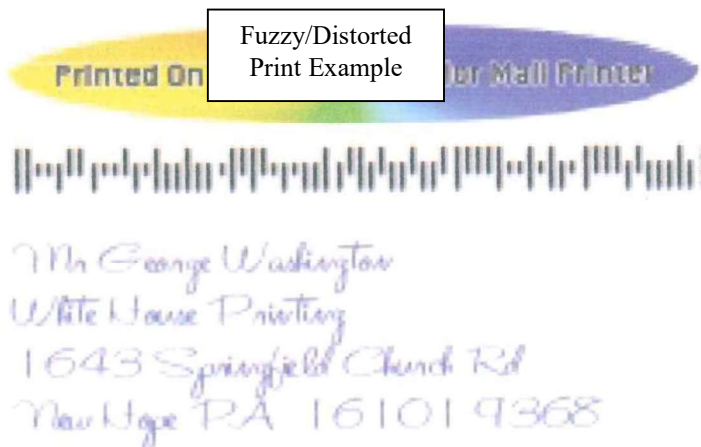 Fuzzy/Distorted
Print Example
Printed On
lor Mail Printer
Mr George Washington
White House Printing
1643 Springfield Church Rd
New Hope PA 16101 9368